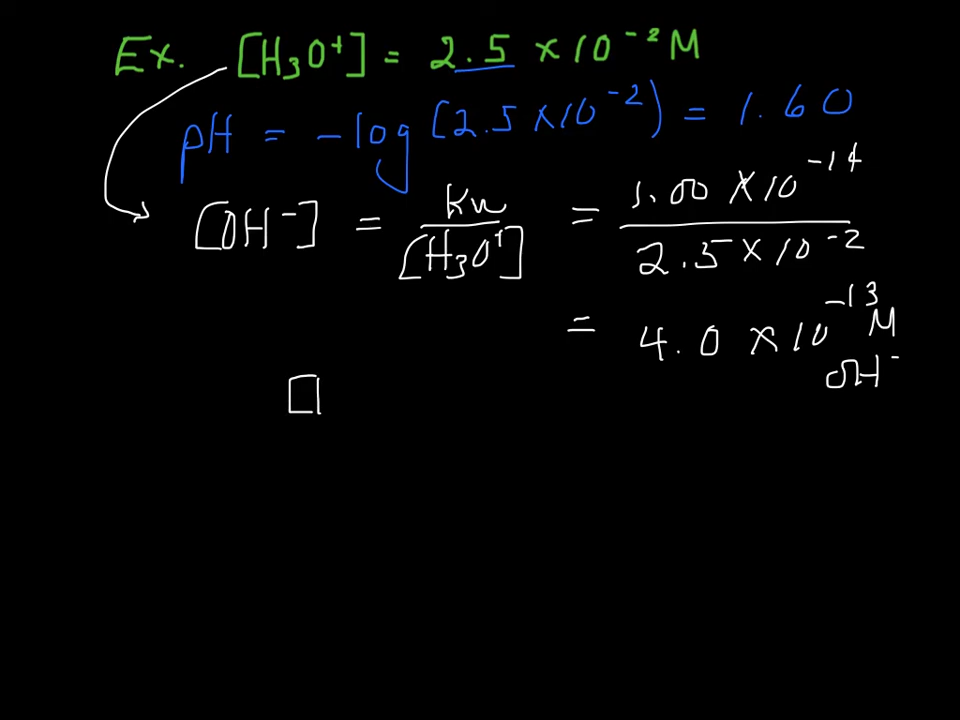 Ex. [H₃O⁺] = 2.5 × 10⁻² M
pH = -log (2.5 × 10⁻²) = 1.60
[OH⁻] = Kw / [H₃O⁺] = 1.00 × 10⁻¹⁴ / 2.5 × 10⁻²
= 4.0 × 10⁻¹³ M OH⁻